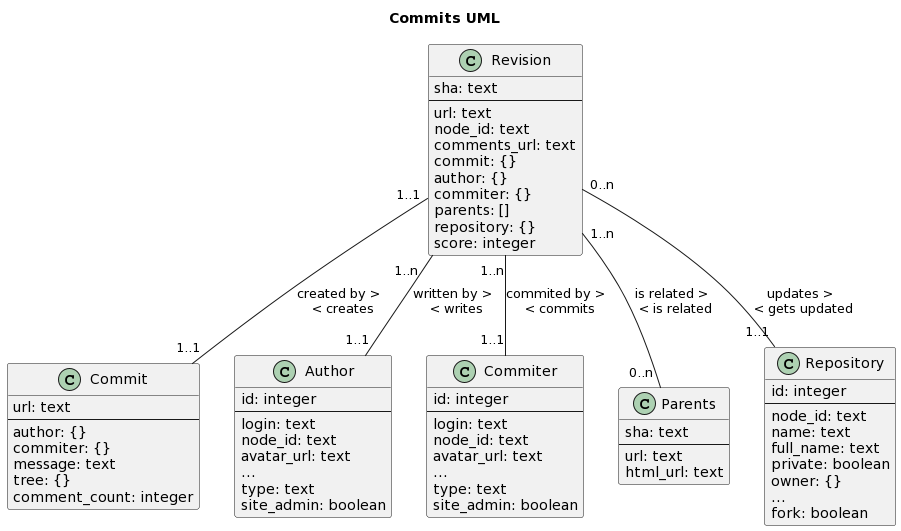 Commits UML
C Revision
sha: text
url: text
node_id: text
comments_url: text
commit: {}
author: {}
commiter: {}
parents: []
repository: {}
score: integer
1..1
1..n
1..n
1..n
0..n
created by >
< creates
written by >
< writes
commited by >
< commits
is related >
< is related
updates >
< gets updated
1..1
1..1
1..1
0..n
1..1
C Commit
url: text
author: {}
commiter: {}
message: text
tree: {}
comment_count: integer
C Author
id: integer
login: text
node_id: text
avatar_url: text
...
type: text
site_admin: boolean
C Commiter
id: integer
login: text
node_id: text
avatar_url: text
...
type: text
site_admin: boolean
C Parents
sha: text
url: text
html_url: text
C Repository
id: integer
node_id: text
name: text
full_name: text
private: boolean
owner: {}
...
fork: boolean